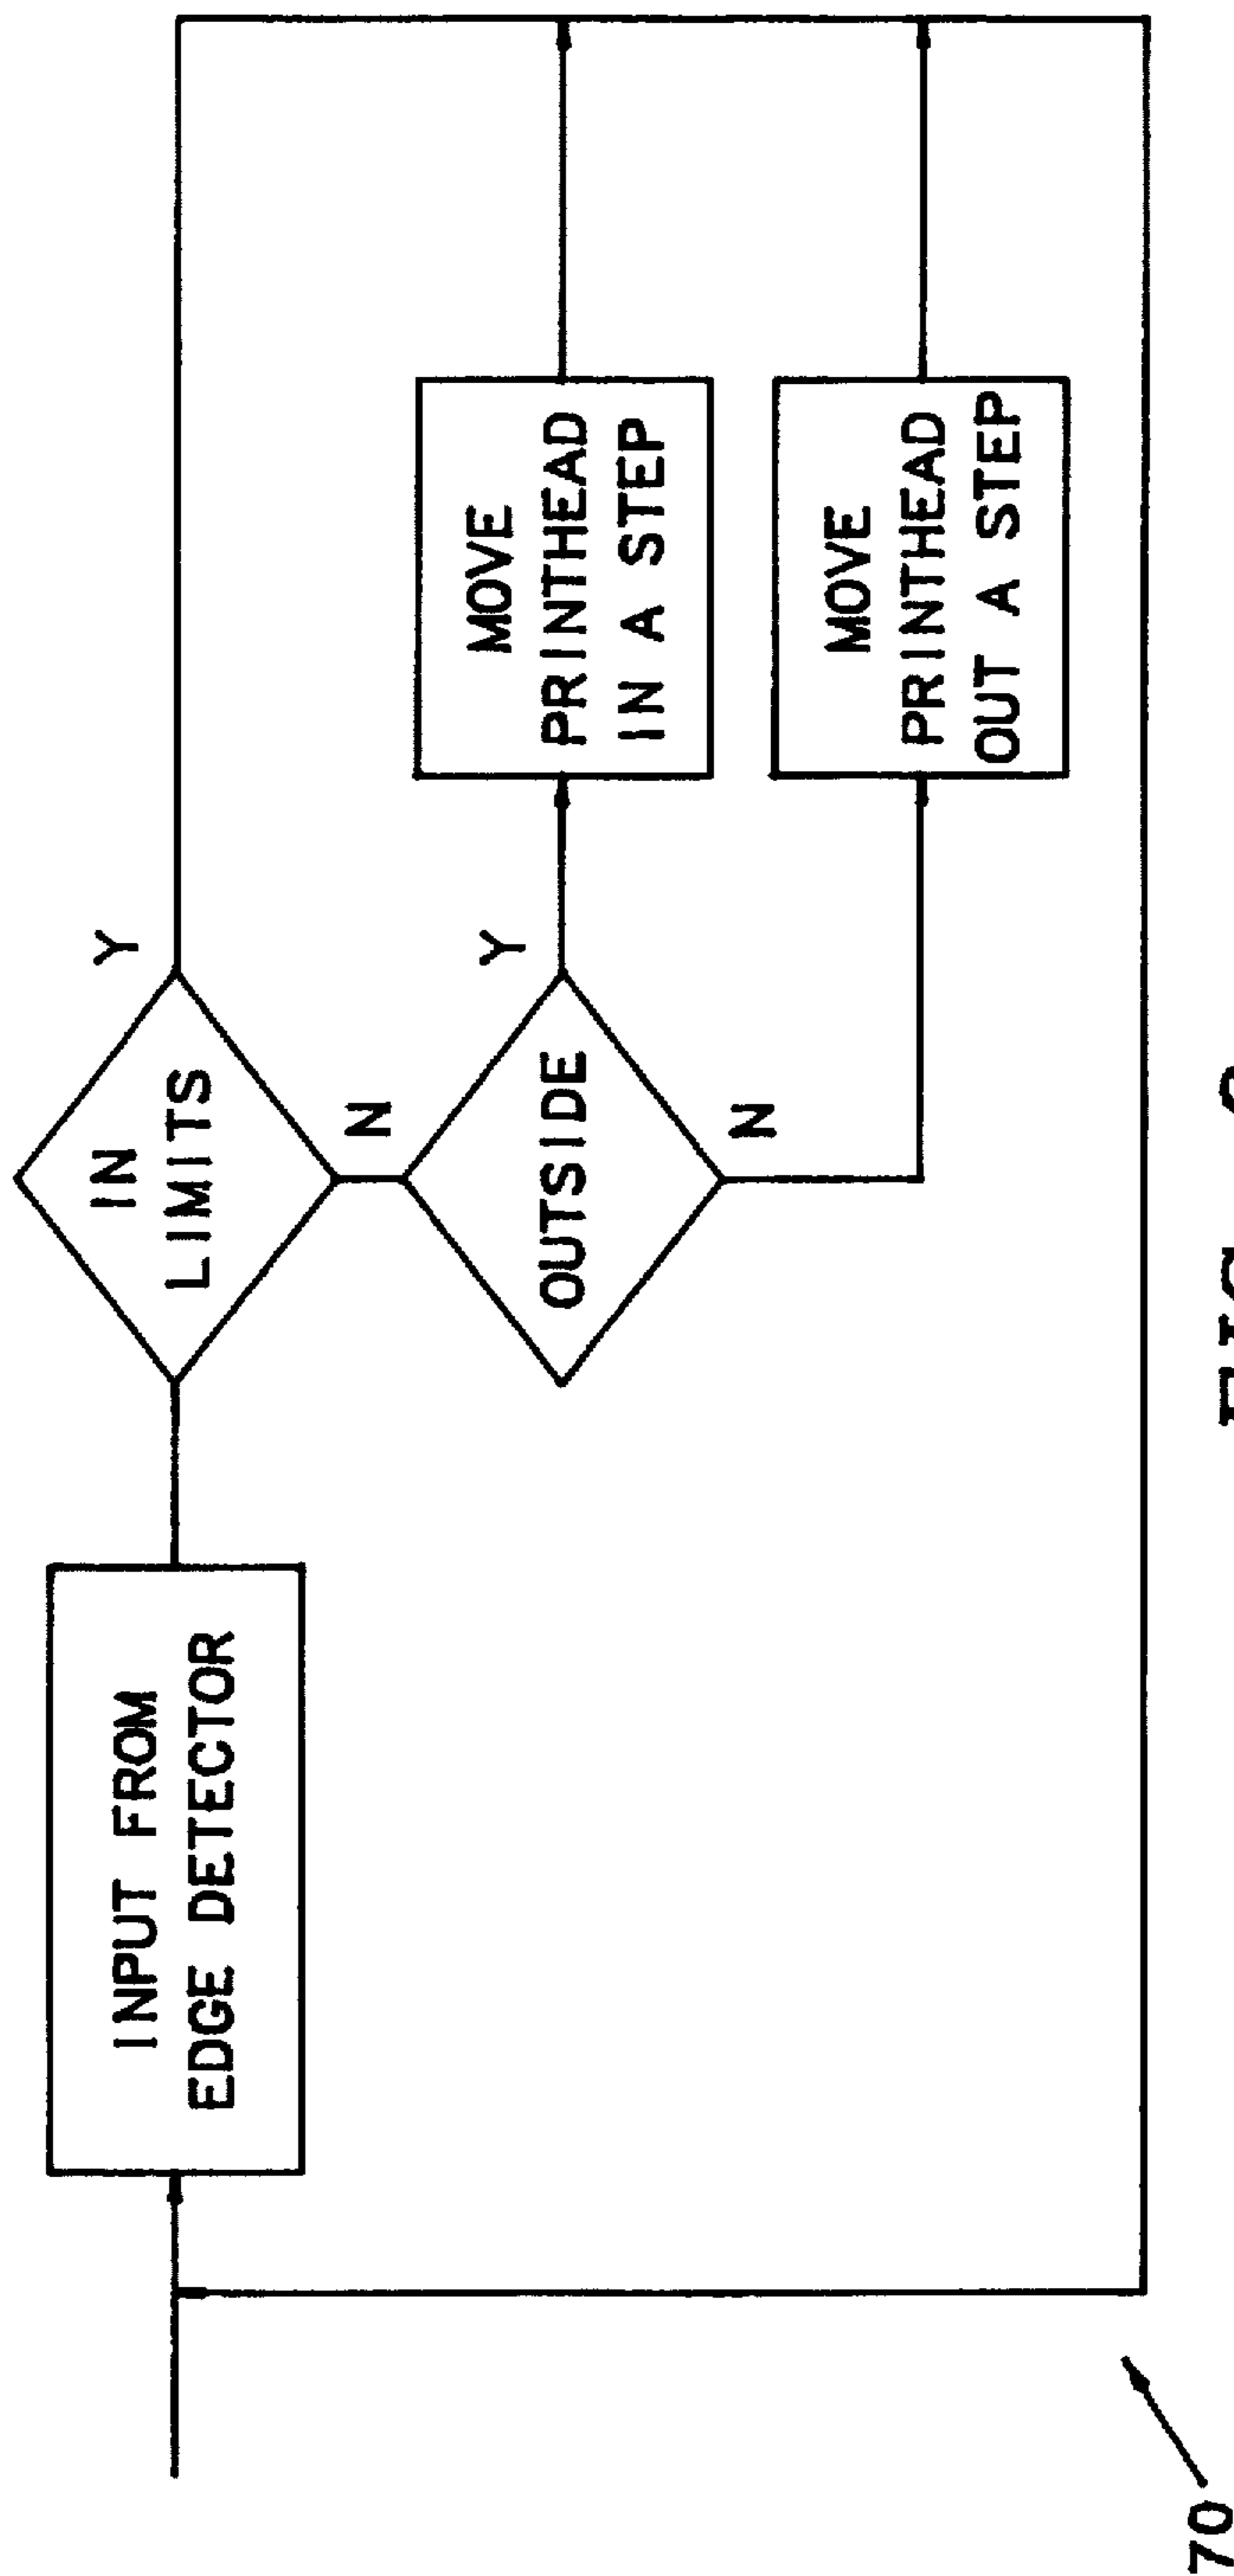 INPUT FROM
EDGE DETECTOR
IN
LIMITS
Y
N
OUTSIDE
Y
N
MOVE
PRINTHEAD
IN A STEP
MOVE
PRINTHEAD
OUT A STEP
70